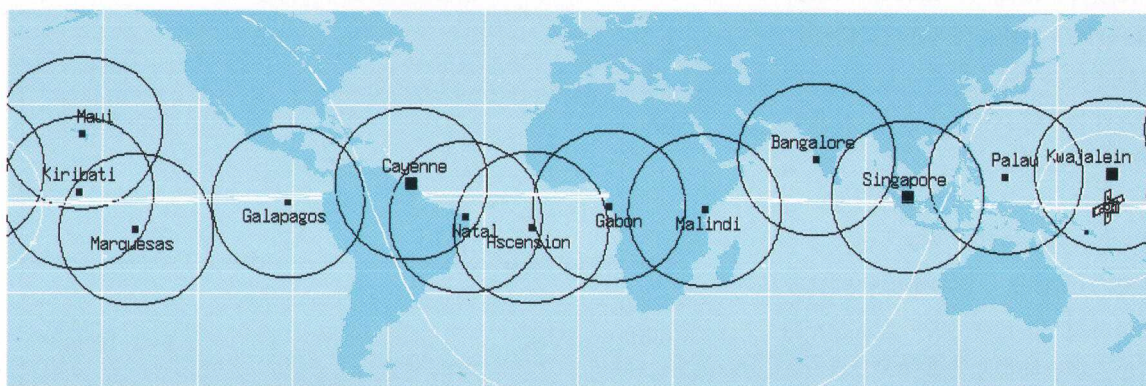 Maui
Kiribati
Marquesas
Galapagos
Cayenne
Natal
Ascension
Gabon
Malindi
Bangalore
Singapore
Palau
Kwajalein